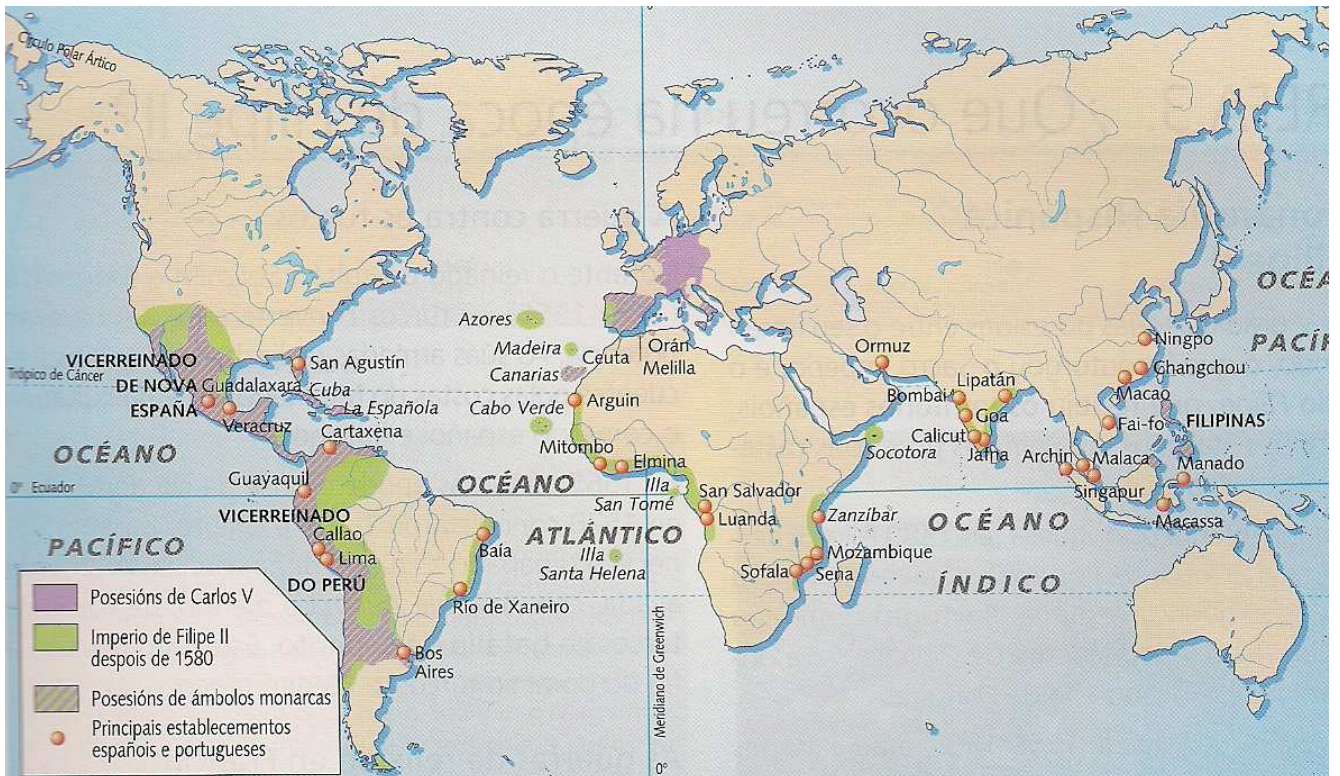 Círculo Polar Ártico
OCÉA
PACÍF
Azores
Madeira
Ceuta
Orán
Melilla
Canarias
Cabo Verde
Arguin
Mitombo
Elmina
Illa
San Tomé
San Salvador
Luanda
Illa
Santa Helena
Ormuz
Bombai
Lipatán
Goa
Calicut
Jafna
Socotora
Ningpo
Changchou
Macao
Fai-fo
FILIPINAS
Archin
Malaca
Singapur
Manado
Macassa
Zanzíbar
Mozambique
Sofala
Sena
OCÉANO
ÍNDICO
VICERREINADO
DE NOVA
ESPAÑA
Trópico de Cáncer
Guadalaxara
Veracruz
San Agustín
Cuba
La Española
Cartaxena
OCÉANO
PACÍFICO
0° Ecuador
Guayaquil
VICERREINADO
DO PERÚ
Callao
Lima
Baía
Río de Xaneiro
Bos
Aires
OCÉANO
ATLÁNTICO
Meridiano de Greenwich
0°
Posesións de Carlos V
Imperio de Filipe II
despois de 1580
Posesións de ámbolos monarcas
Principais establecementos
españois e portugueses